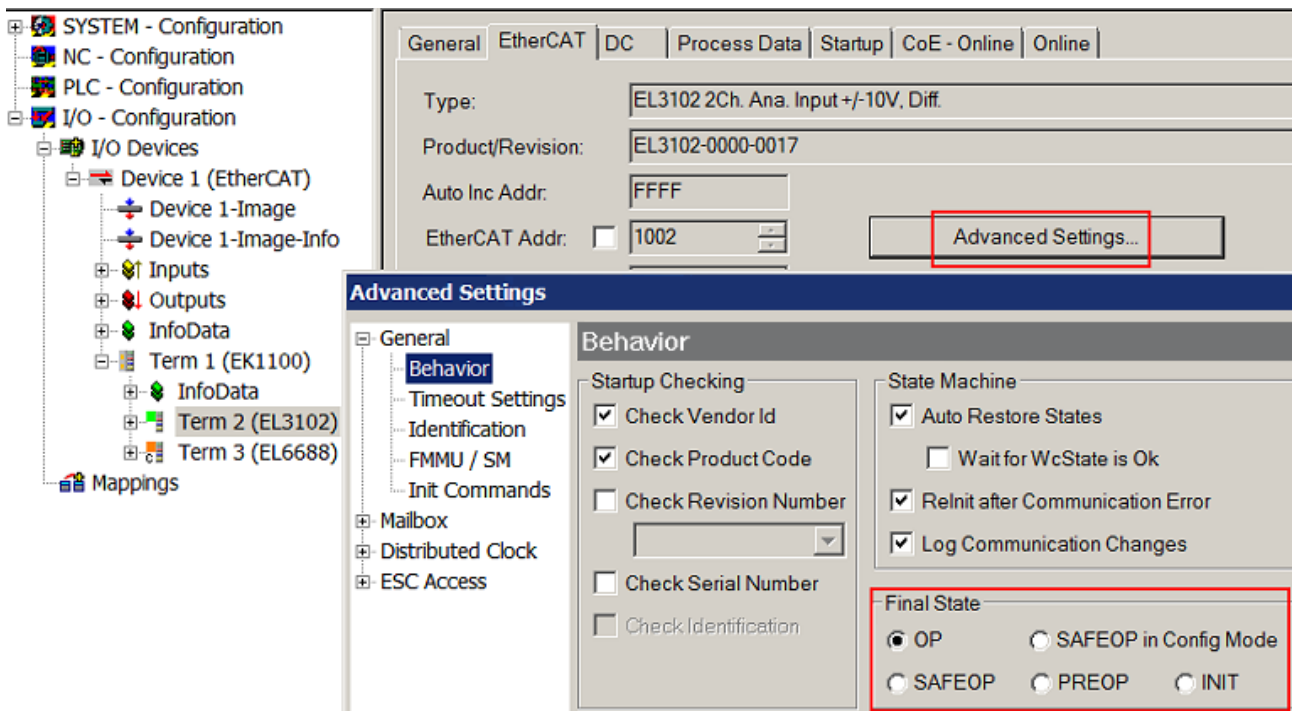 SYSTEM - Configuration
NC - Configuration
PLC - Configuration
I/O - Configuration
I/O Devices
Device 1 (EtherCAT)
Device 1-Image
Device 1-Image-Info
Inputs
Outputs
InfoData
Term 1 (EK1100)
InfoData
Term 2 (EL3102)
Term 3 (EL6688)
Mappings
General EtherCAT DC Process Data Startup CoE - Online Online
Type: EL3102 2Ch. Ana. Input +/-10V, Diff.
Product/Revision: EL3102-0000-0017
Auto Inc Addr: FFFF
EtherCAT Addr: 1002 Advanced Settings...
Advanced Settings
General
Behavior
Timeout Settings
Identification
FMMU / SM
Init Commands
Mailbox
Distributed Clock
ESC Access
Behavior
Startup Checking
Check Vendor Id
Check Product Code
Check Revision Number
Check Serial Number
Check Identification
State Machine
Auto Restore States
Wait for WcState is Ok
ReInit after Communication Error
Log Communication Changes
Final State
OP SAFEOP in Config Mode
SAFEOP PREOP INIT